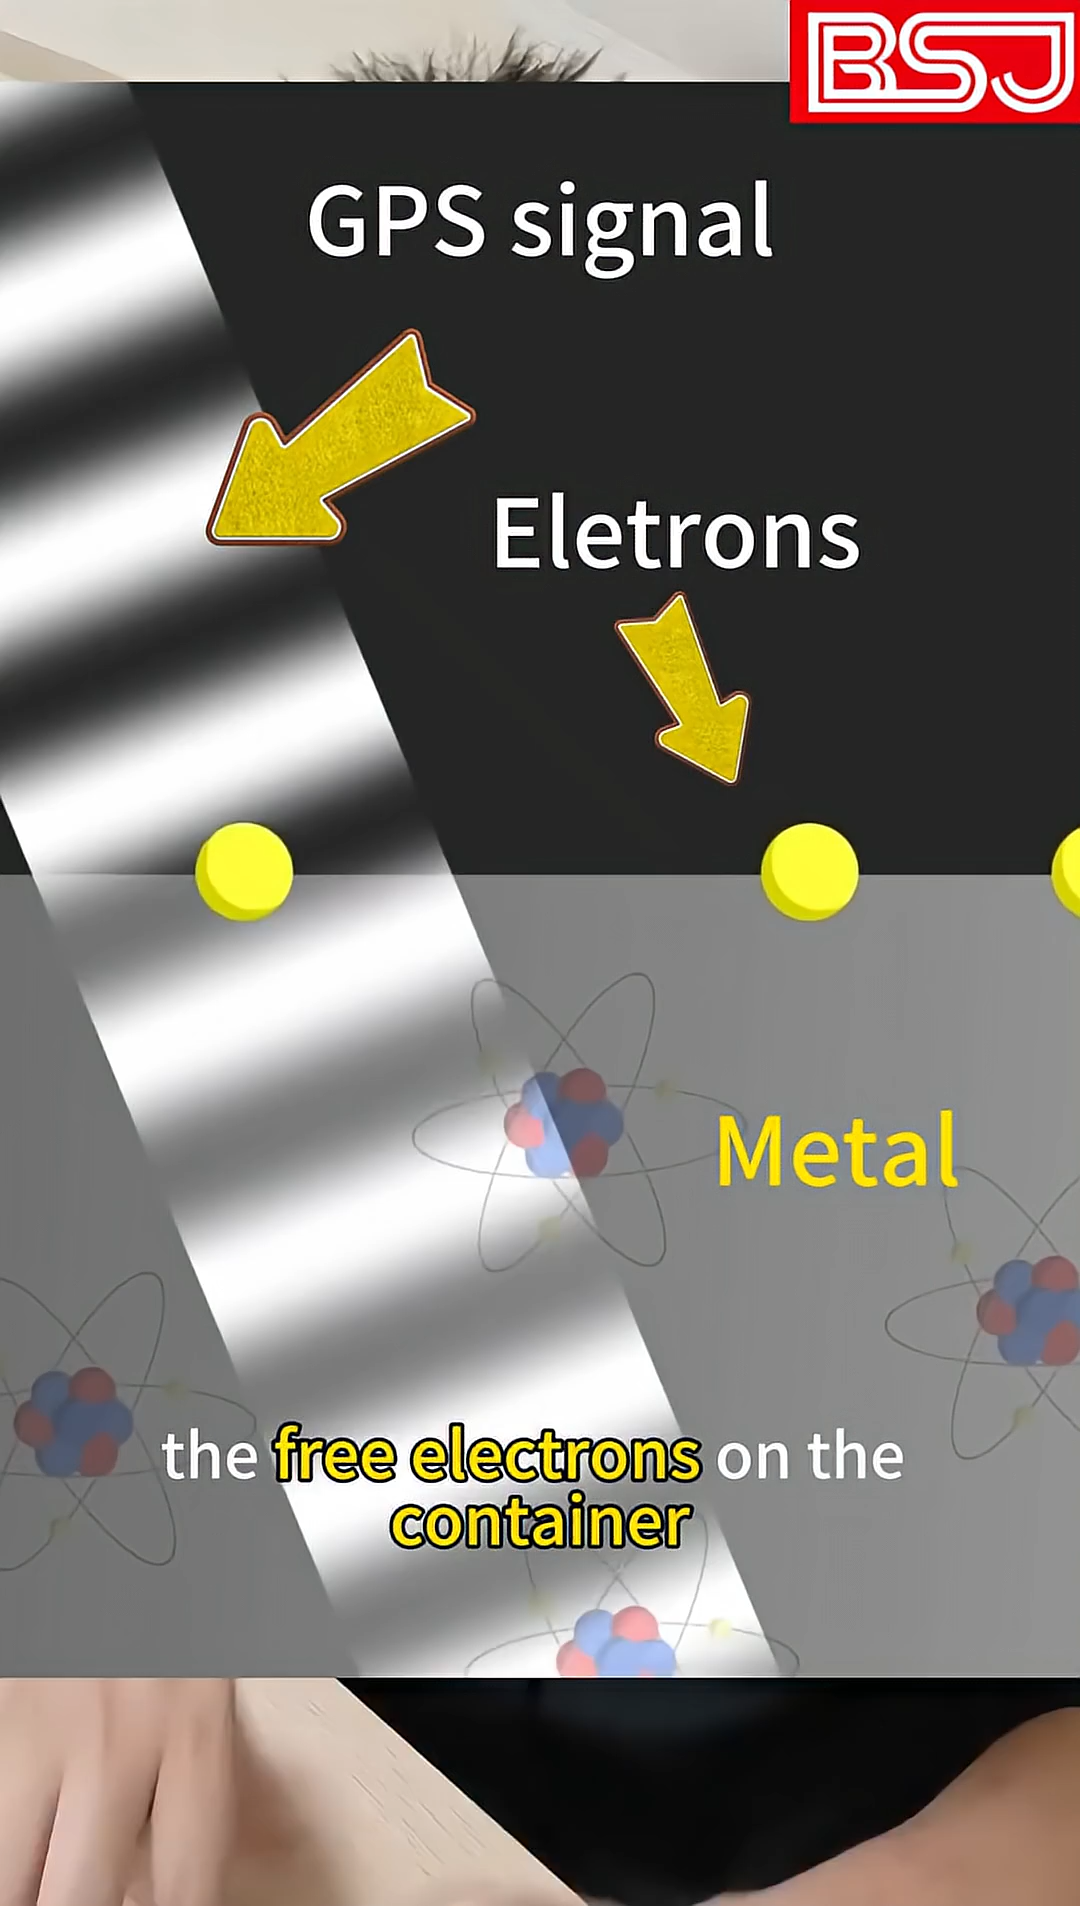 BSJ
GPS signal
Eletrons
Metal
the free electrons on the
container